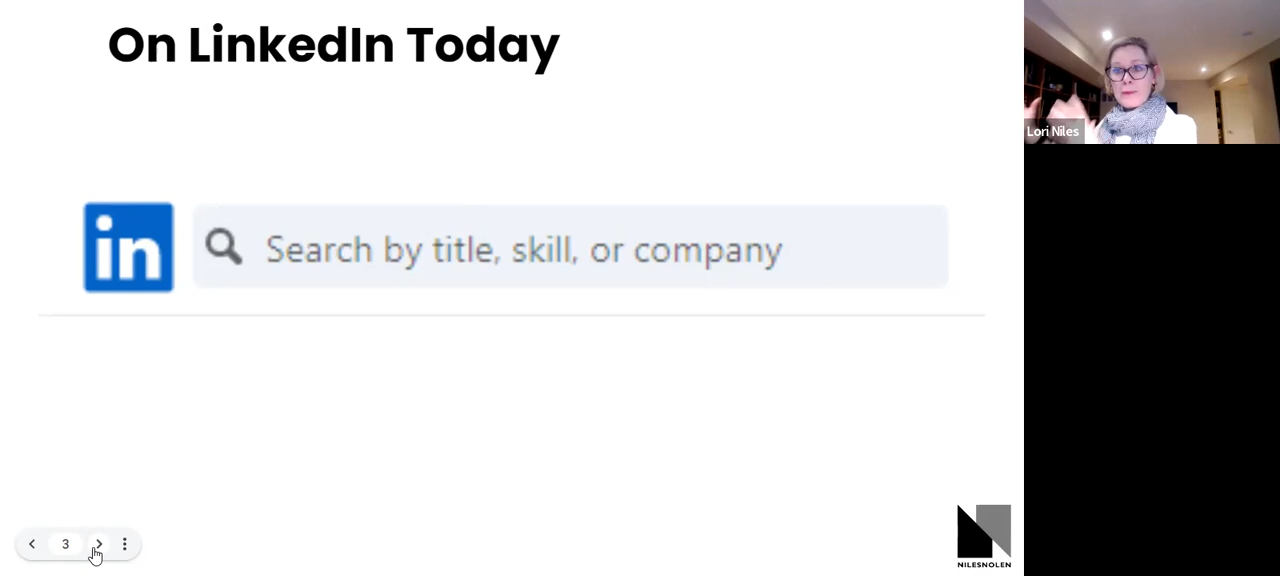 On LinkedIn Today
in
Search by title, skill, or company
Lori Niles
3
NILESNOLEN